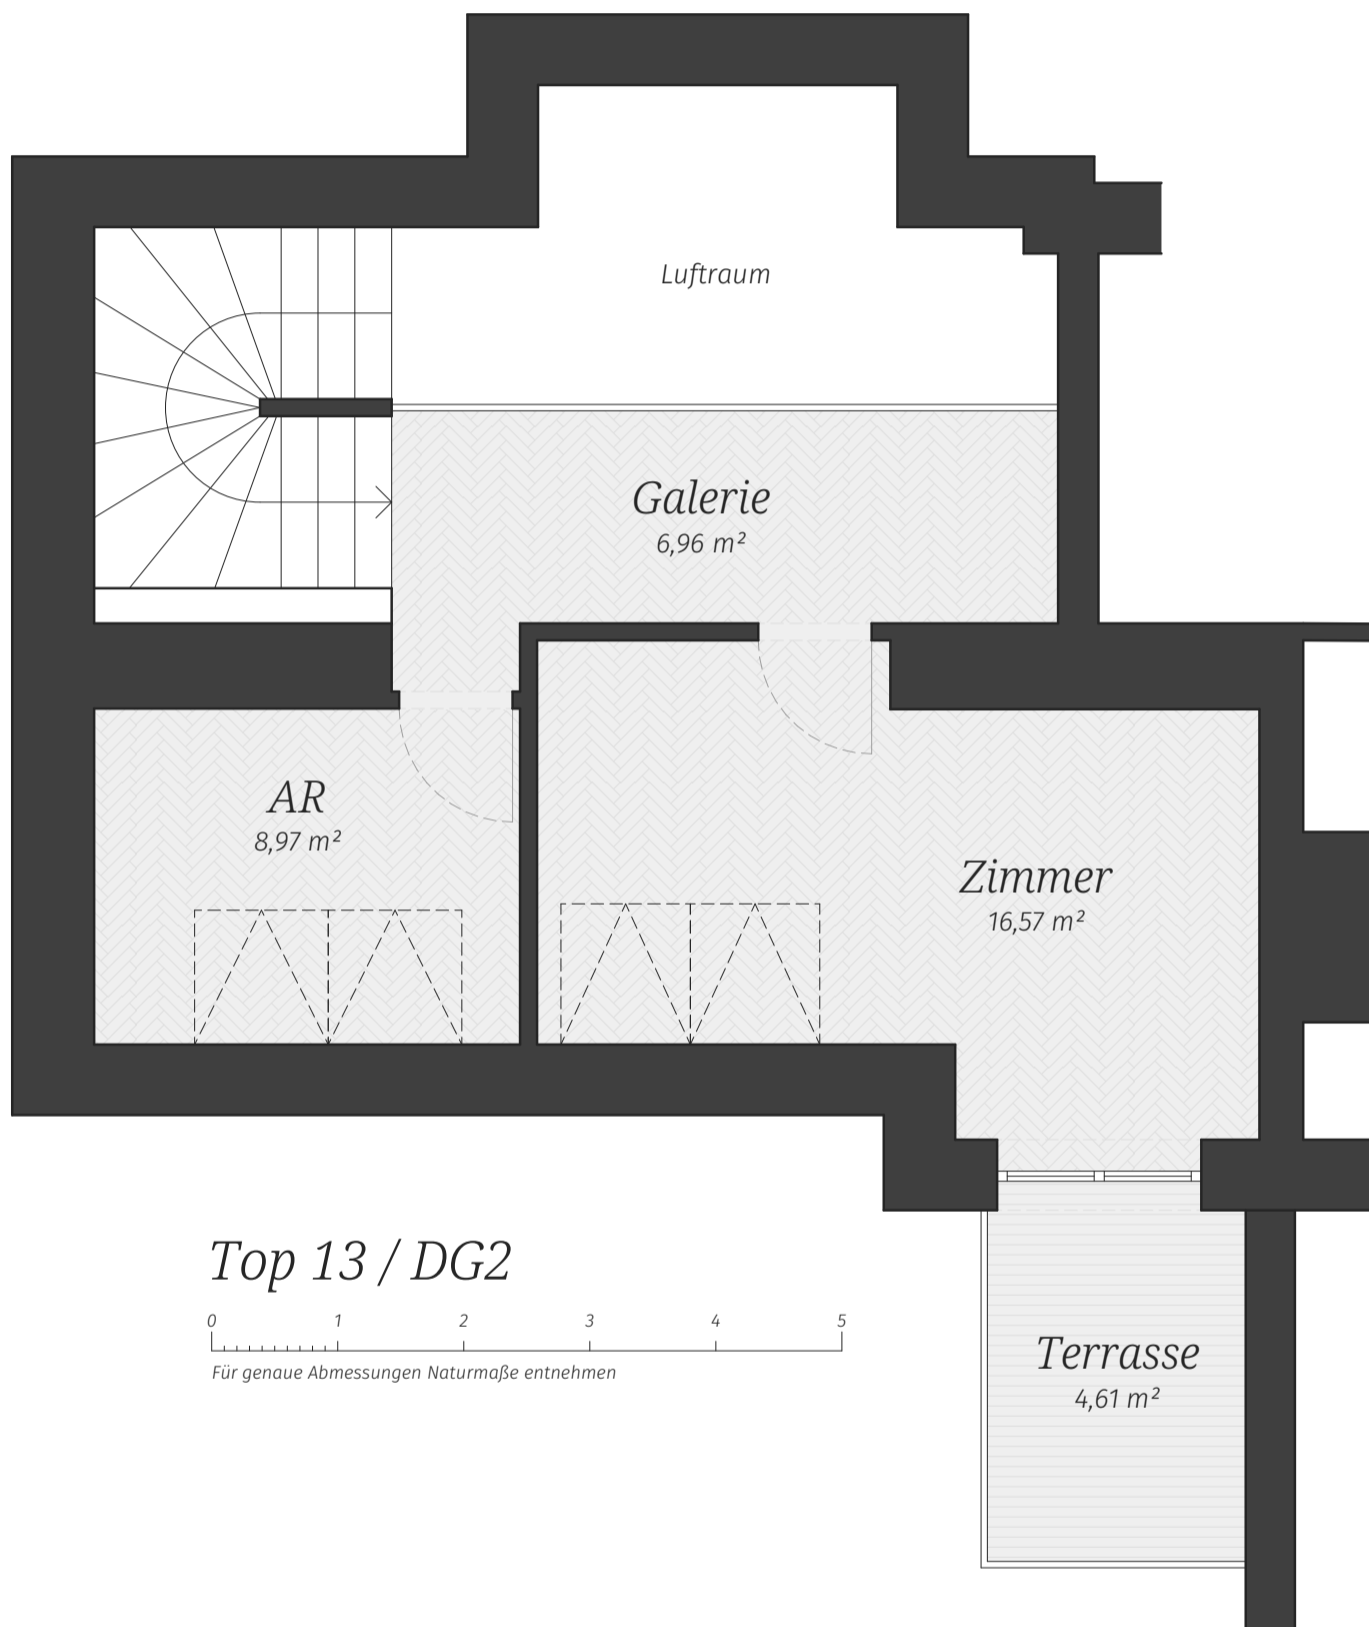 Luftraum
Galerie
6,96 m²
AR
8,97 m²
Zimmer
16,57 m²
Top 13 / DG2
0 1 2 3 4 5
Für genaue Abmessungen Naturmaße entnehmen
Terrasse
4,61 m²